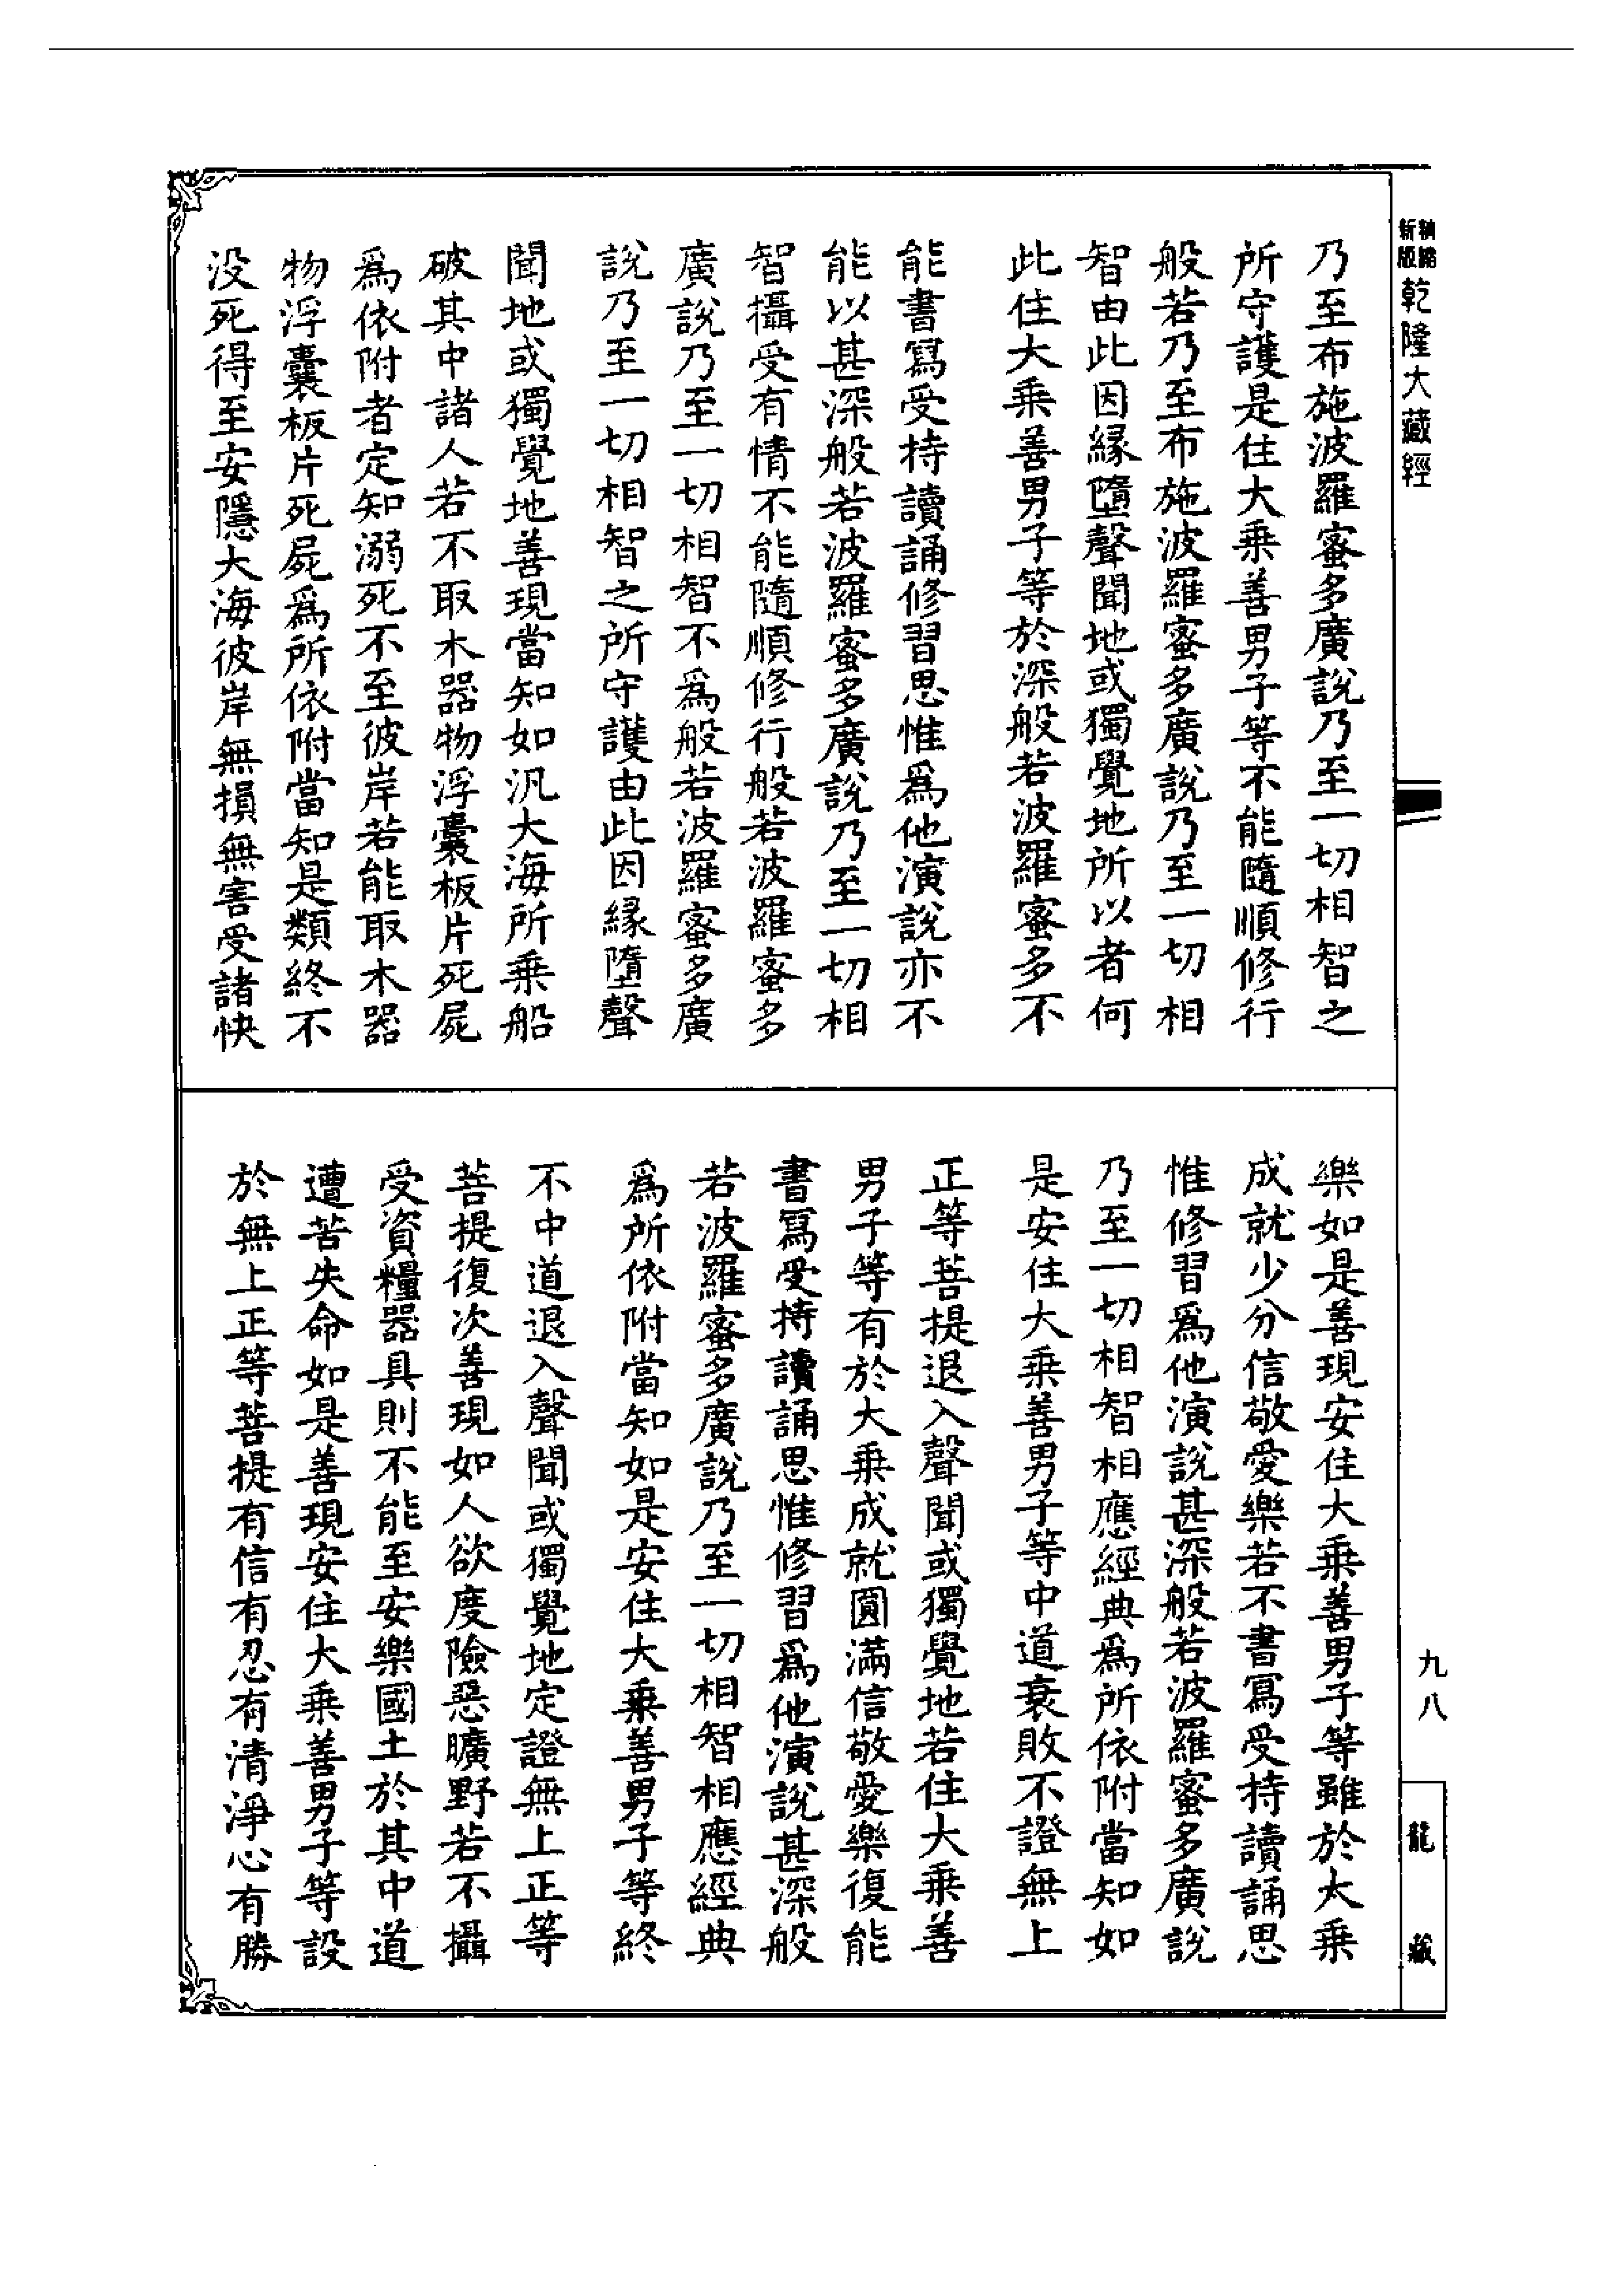 新版
精縮
乾隆大藏經
乃至布施波羅蜜多廣說乃至一切相智之
所守護是住大乘善男子等不能隨順修行
般若乃至布施波羅蜜多廣說乃至一切相
智由此因緣墮聲聞地或獨覺地所以者何
此住大乘善男子等於深般若波羅蜜多不
能書寫受持讀誦修習思惟爲他演說亦不
能以甚深般若波羅蜜多廣說乃至一切相
智攝受有情不能隨順修行般若波羅蜜多
廣說乃至一切相智不爲般若波羅蜜多廣
說乃至一切相智之所守護由此因緣墮聲
聞地或獨覺地善現當知如汎大海所乘船
破其中諸人若不取木器物浮囊板片死屍
爲依附者定知溺死不至彼岸若能取木器
物浮囊板片死屍爲所依附當知是類終不
没死得至安隱大海彼岸無損無害受諸快
樂如是善現安住大乘善男子等雖於大乘
成就少分信敬愛樂若不書寫受持讀誦思
惟修習爲他演說甚深般若波羅蜜多廣說
乃至一切相智相應經典爲所依附當知如
是安住大乘善男子等中道衰敗不證無上
正等菩提退入聲聞或獨覺地若住大乘善
男子等有於大乘成就圓滿信敬愛樂復能
書寫受持讀誦思惟修習爲他演說甚深般
若波羅蜜多廣說乃至一切相智相應經典
爲所依附當知如是安住大乘善男子等終
不中道退入聲聞或獨覺地定證無上正等
菩提復次善現如人欲度險惡曠野若不攝
受資糧器具則不能至安樂國土於其中道
遭苦失命如是善現安住大乘善男子等設
於無上正等菩提有信有忍有清淨心有勝
九八
龍藏